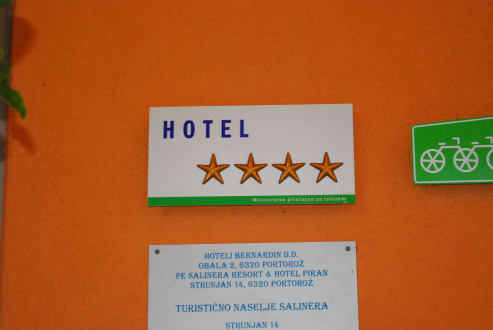 HOTEL
Ministrstvo pristojno za turizem
HOTELI BERNARDIN D.D.
OBALA 2, 6320 PORTOROŽ
PE SALINERA RESORT & HOTEL PIRAN
STRUNJAN 14, 6320 PORTOROŽ
TURISTIČNO NASELJE SALINERA
STRUNJAN 14